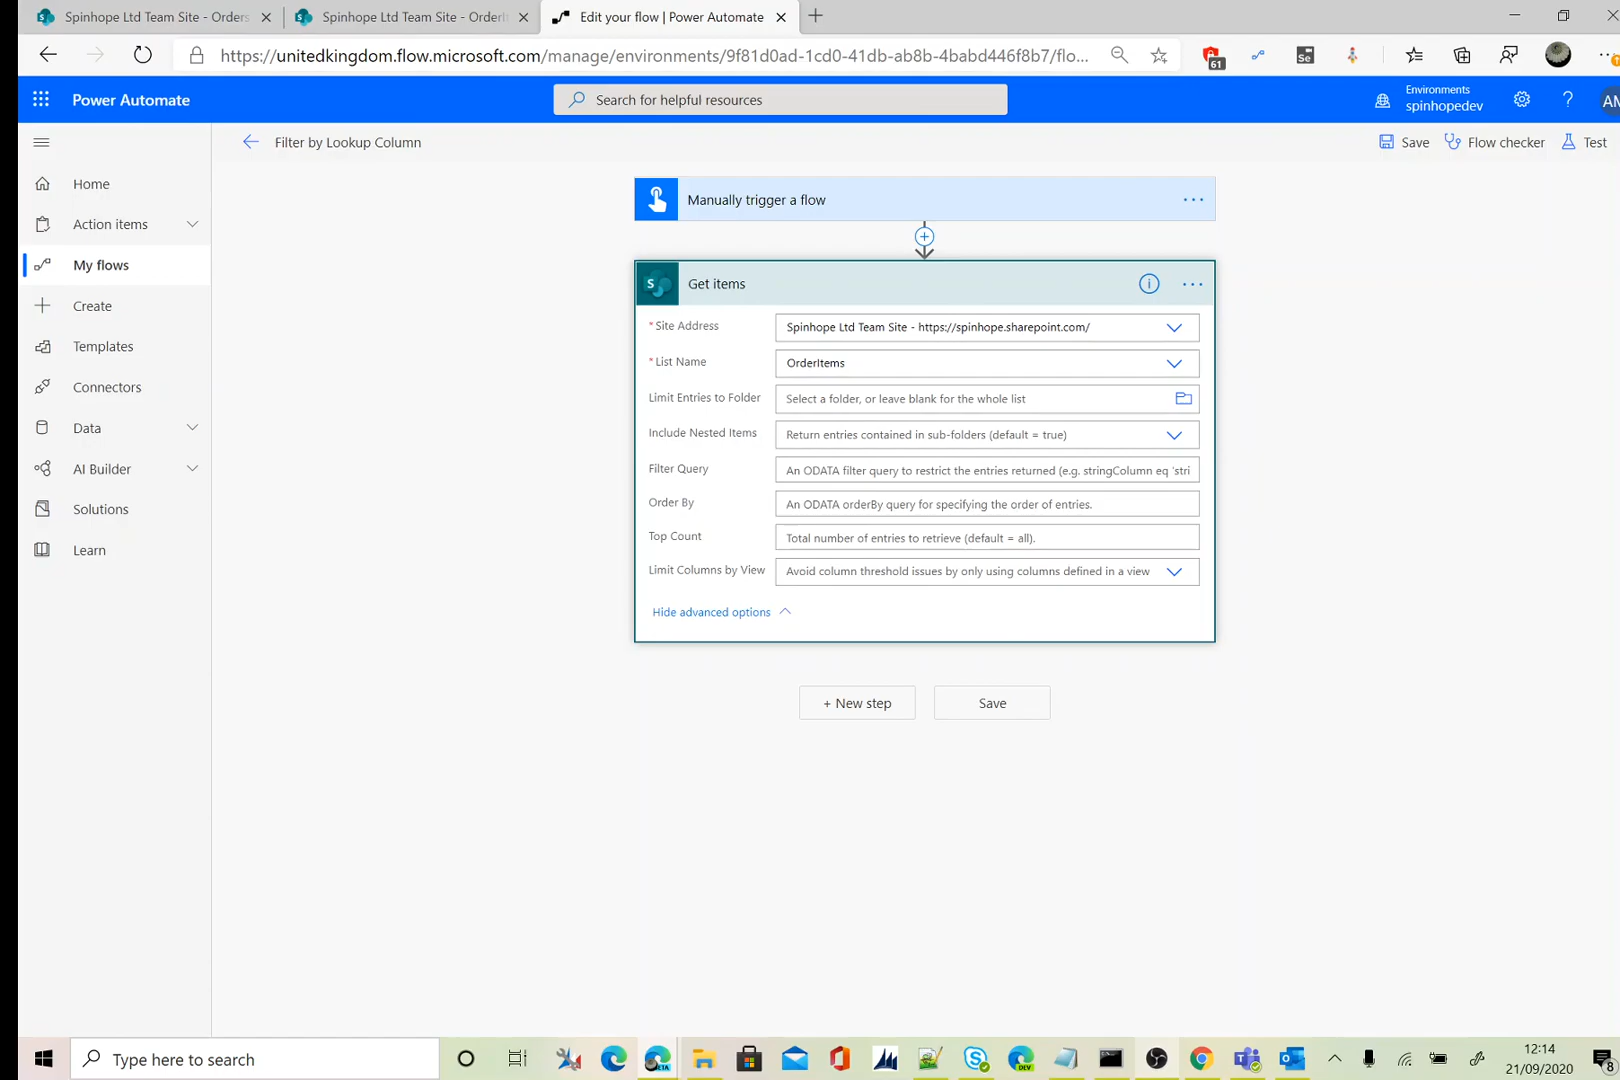 Spinhope Ltd Team Site - Orders
Spinhope Ltd Team Site - OrderIt
Edit your flow | Power Automate
https://unitedkingdom.flow.microsoft.com/manage/environments/9f81d0ad-1cd0-41db-ab8b-4babd446f8b7/flo...
61
Se
Power Automate
Search for helpful resources
Environments
spinhopedev
?
AM
Filter by Lookup Column
Save
Flow checker
Test
Home
Action items
My flows
Create
Templates
Connectors
Data
AI Builder
Solutions
Learn
Manually trigger a flow
S
Get items
* Site Address
Spinhope Ltd Team Site - https://spinhope.sharepoint.com/
* List Name
OrderItems
Limit Entries to Folder
Select a folder, or leave blank for the whole list
Include Nested Items
Return entries contained in sub-folders (default = true)
Filter Query
An ODATA filter query to restrict the entries returned (e.g. stringColumn eq 'stri
Order By
An ODATA orderBy query for specifying the order of entries.
Top Count
Total number of entries to retrieve (default = all).
Limit Columns by View
Avoid column threshold issues by only using columns defined in a view
Hide advanced options
+ New step
Save
Type here to search
BETA
DEV
12:14
21/09/2020
8